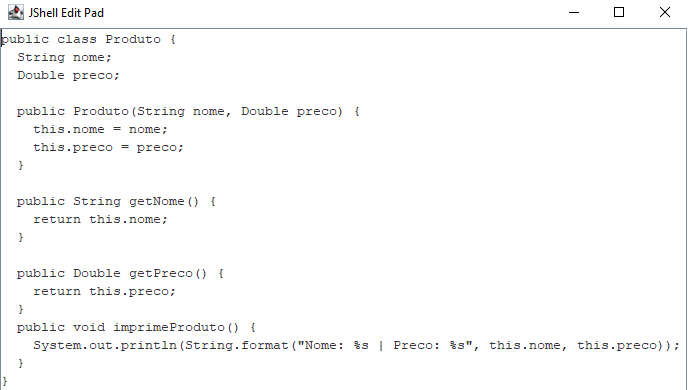 JShell Edit Pad
public class Produto {
  String nome;
  Double preco;

  public Produto(String nome, Double preco) {
    this.nome = nome;
    this.preco = preco;
  }

  public String getNome() {
    return this.nome;
  }

  public Double getPreco() {
    return this.preco;
  }
  public void imprimeProduto() {
    System.out.println(String.format("Nome: %s | Preco: %s", this.nome, this.preco));
  }
}